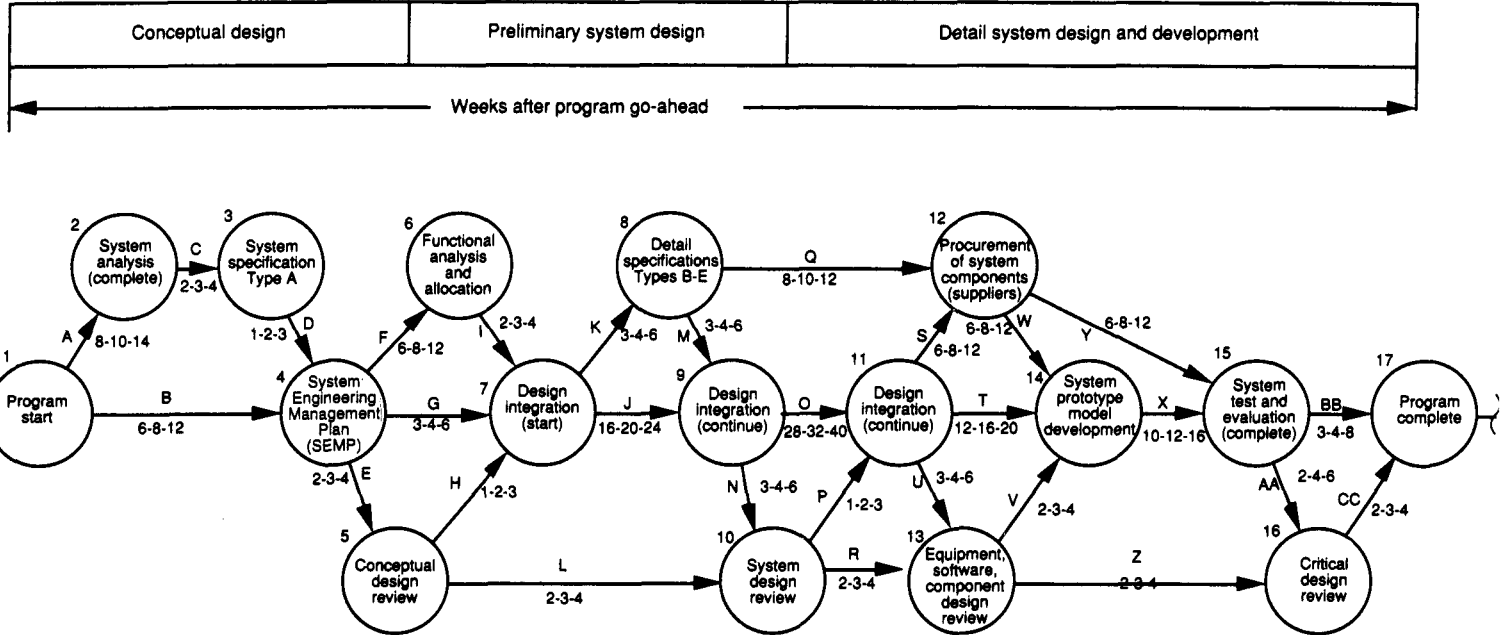 Conceptual design
Preliminary system design
Detail system design and development
Weeks after program go-ahead
1
Program
start
A
8-10-14
B
6-8-12
2
System
analysis
(complete)
C
2-3-4
3
System
specification
Type A
1-2-3
D
4
System
Engineering
Management
Plan
(SEMP)
F
6-8-12
G
3-4-6
2-3-4
E
5
Conceptual
design
review
6
Functional
analysis
and
allocation
I
2-3-4
H
1-2-3
L
2-3-4
7
Design
integration
(start)
K
3-4-6
J
16-20-24
8
Detail
specifications
Types B-E
M
3-4-6
Q
8-10-12
9
Design
integration
(continue)
O
28-32-40
N
3-4-6
10
System
design
review
P
1-2-3
R
2-3-4
11
Design
integration
(continue)
S
6-8-12
T
12-16-20
U
3-4-6
12
Procurement
of system
components
(suppliers)
6-8-12
W
Y
6-8-12
13
Equipment,
software,
component
design
review
V
2-3-4
Z
2-3-4
14
System
prototype
model
development
X
10-12-16
15
System
test and
evaluation
(complete)
BB
3-4-8
AA
2-4-6
16
Critical
design
review
CC
2-3-4
17
Program
complete